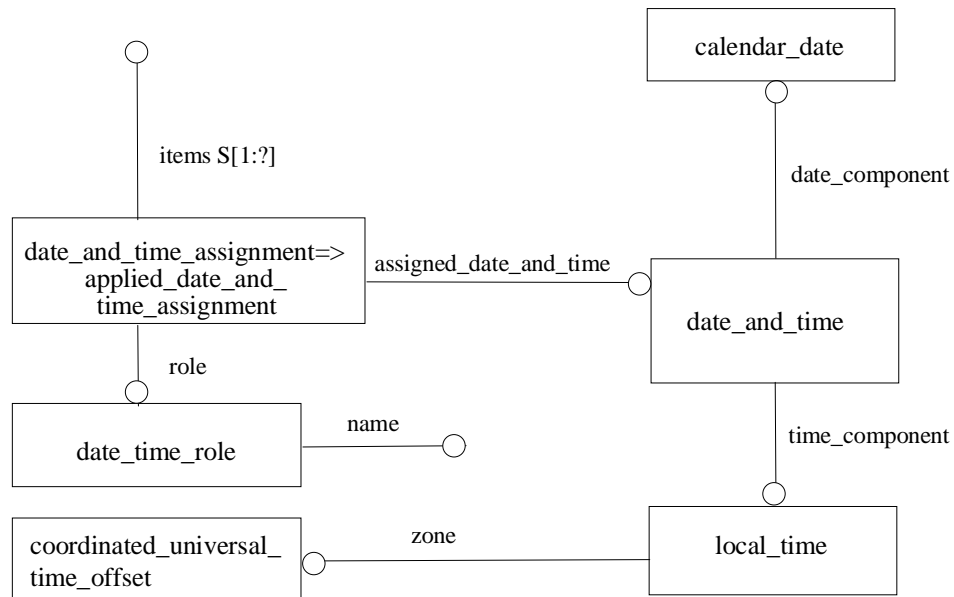 calendar_date
items S[1:?]
date_component
date_and_time_assignment=>
applied_date_and_
time_assignment
assigned_date_and_time
date_and_time
role
date_time_role
name
time_component
coordinated_universal_
time_offset
zone
local_time